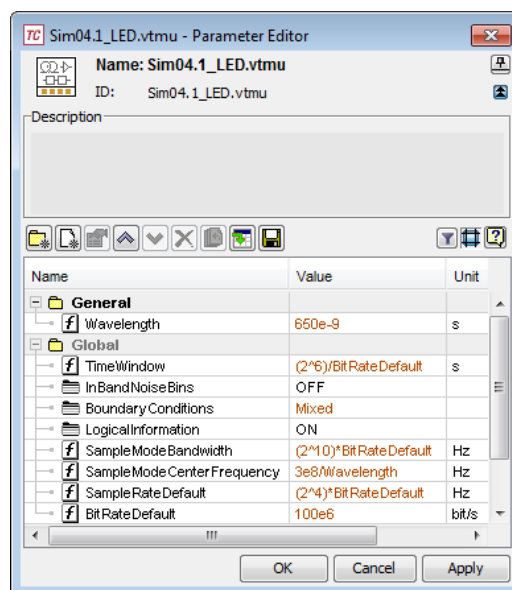 TC Sim04.1_LED.vtmu - Parameter Editor
Name: Sim04.1_LED.vtmu
ID: Sim04.1_LED.vtmu
Description
Name Value Unit
General
f Wavelength 650e-9 s
Global
f TimeWindow (2^6)/BitRateDefault s
InBandNoiseBins OFF
BoundaryConditions Mixed
LogicalInformation ON
f SampleModeBandwidth (2^10)*BitRateDefault Hz
f SampleModeCenterFrequency 3e8/Wavelength Hz
f SampleRateDefault (2^4)*BitRateDefault Hz
f BitRateDefault 100e6 bit/s
OK Cancel Apply